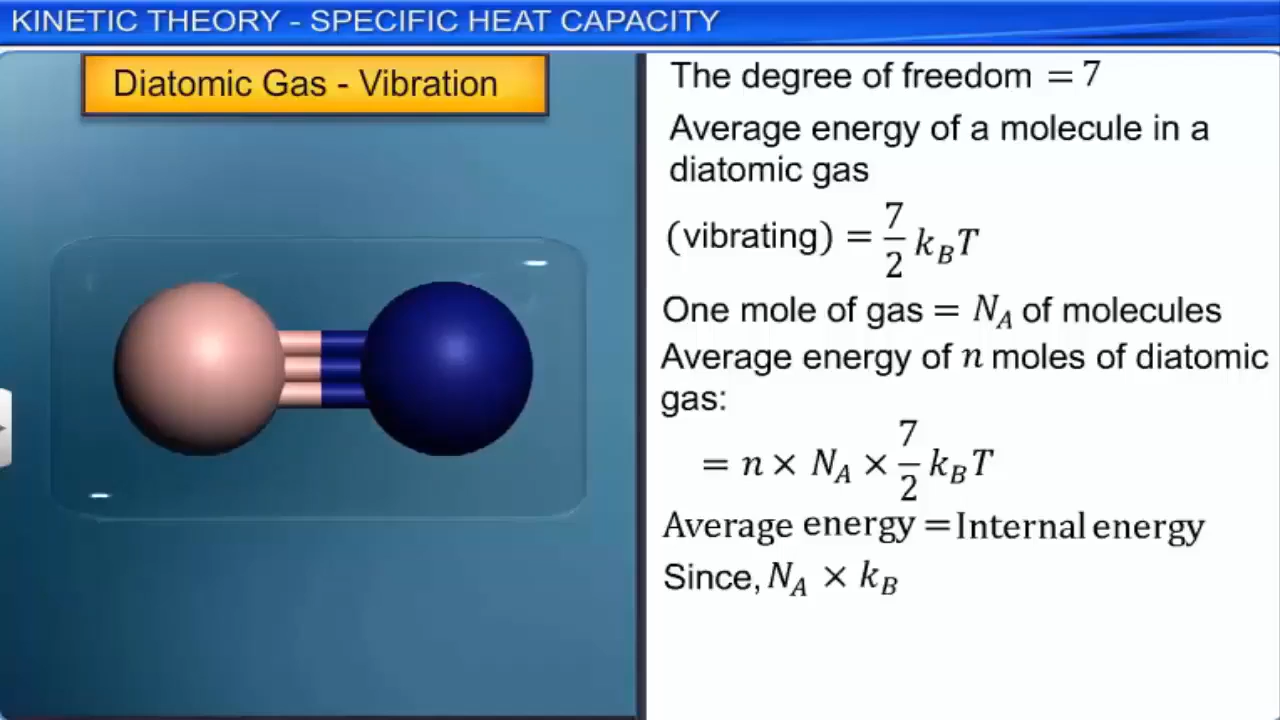 KINETIC THEORY - SPECIFIC HEAT CAPACITY
Diatomic Gas - Vibration
The degree of freedom = 7
Average energy of a molecule in a
diatomic gas
(vibrating) = 7/2 k_B T
One mole of gas = N_A of molecules
Average energy of n moles of diatomic
gas:
= n × N_A × 7/2 k_B T
Average energy = Internal energy
Since, N_A × k_B